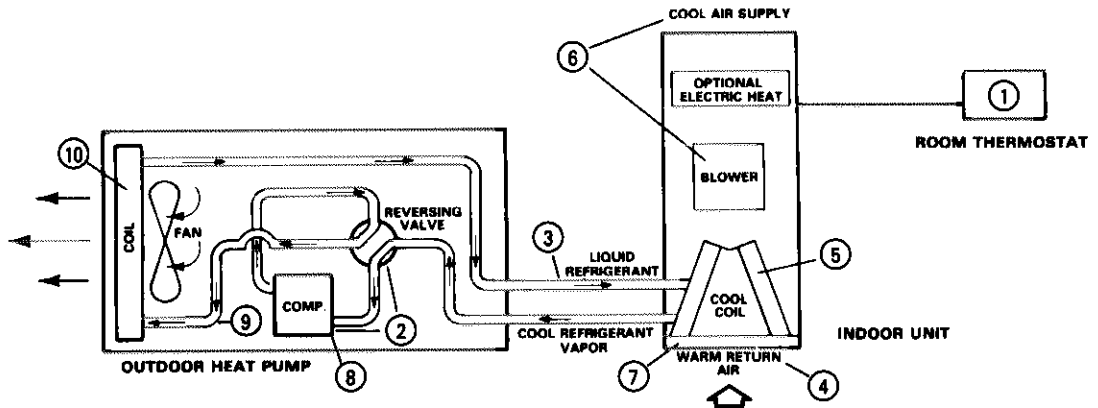 COOL AIR SUPPLY
6
OPTIONAL
ELECTRIC HEAT
1
ROOM THERMOSTAT
10
BLOWER
REVERSING
VALVE
COIL
FAN
3
LIQUID
REFRIGERANT
5
COMP.
COOL
COIL
9
2
COOL REFRIGERANT
VAPOR
INDOOR UNIT
OUTDOOR HEAT PUMP
8
7
WARM RETURN
AIR
4